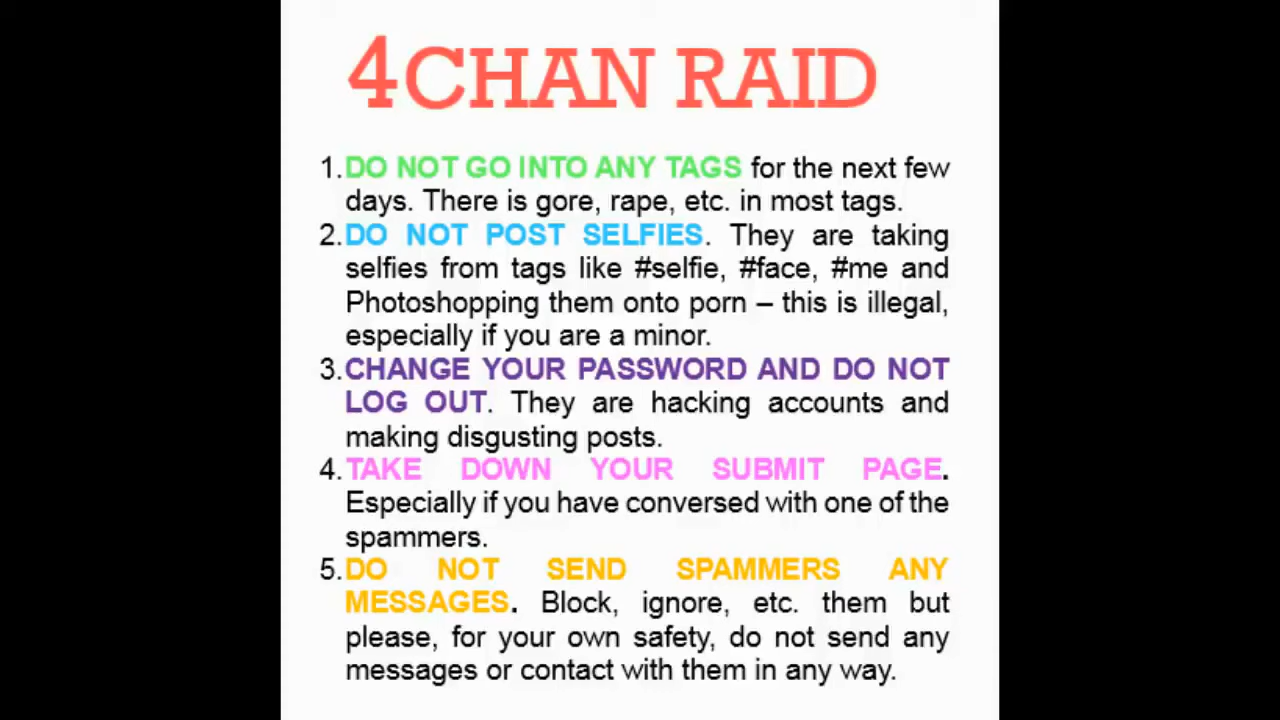 4CHAN RAID
1. DO NOT GO INTO ANY TAGS for the next few
days. There is gore, rape, etc. in most tags.
2. DO NOT POST SELFIES. They are taking
selfies from tags like #selfie, #face, #me and
Photoshopping them onto porn – this is illegal,
especially if you are a minor.
3. CHANGE YOUR PASSWORD AND DO NOT
LOG OUT. They are hacking accounts and
making disgusting posts.
4. TAKE DOWN YOUR SUBMIT PAGE.
Especially if you have conversed with one of the
spammers.
5. DO NOT SEND SPAMMERS ANY
MESSAGES. Block, ignore, etc. them but
please, for your own safety, do not send any
messages or contact with them in any way.